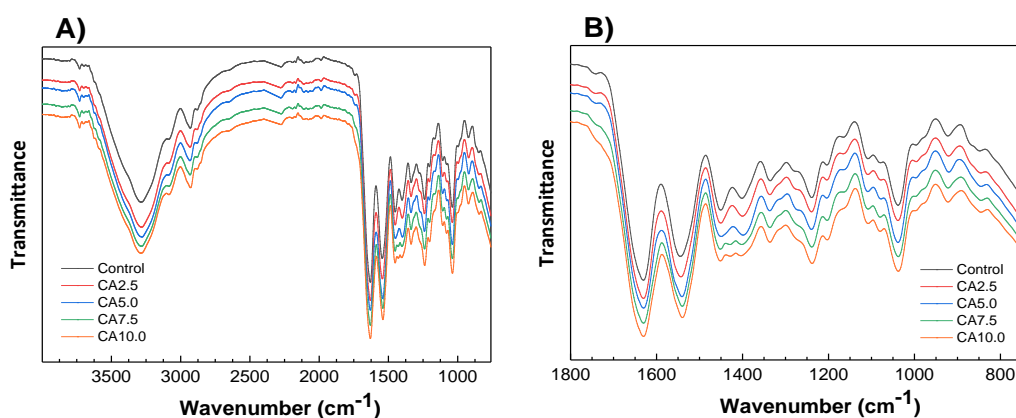 A)
Transmittance
Control
CA2.5
CA5.0
CA7.5
CA10.0
3500 3000 2500 2000 1500 1000
Wavenumber (cm-1)
B)
Transmittance
Control
CA2.5
CA5.0
CA7.5
CA10.0
1800 1600 1400 1200 1000 800
Wavenumber (cm-1)